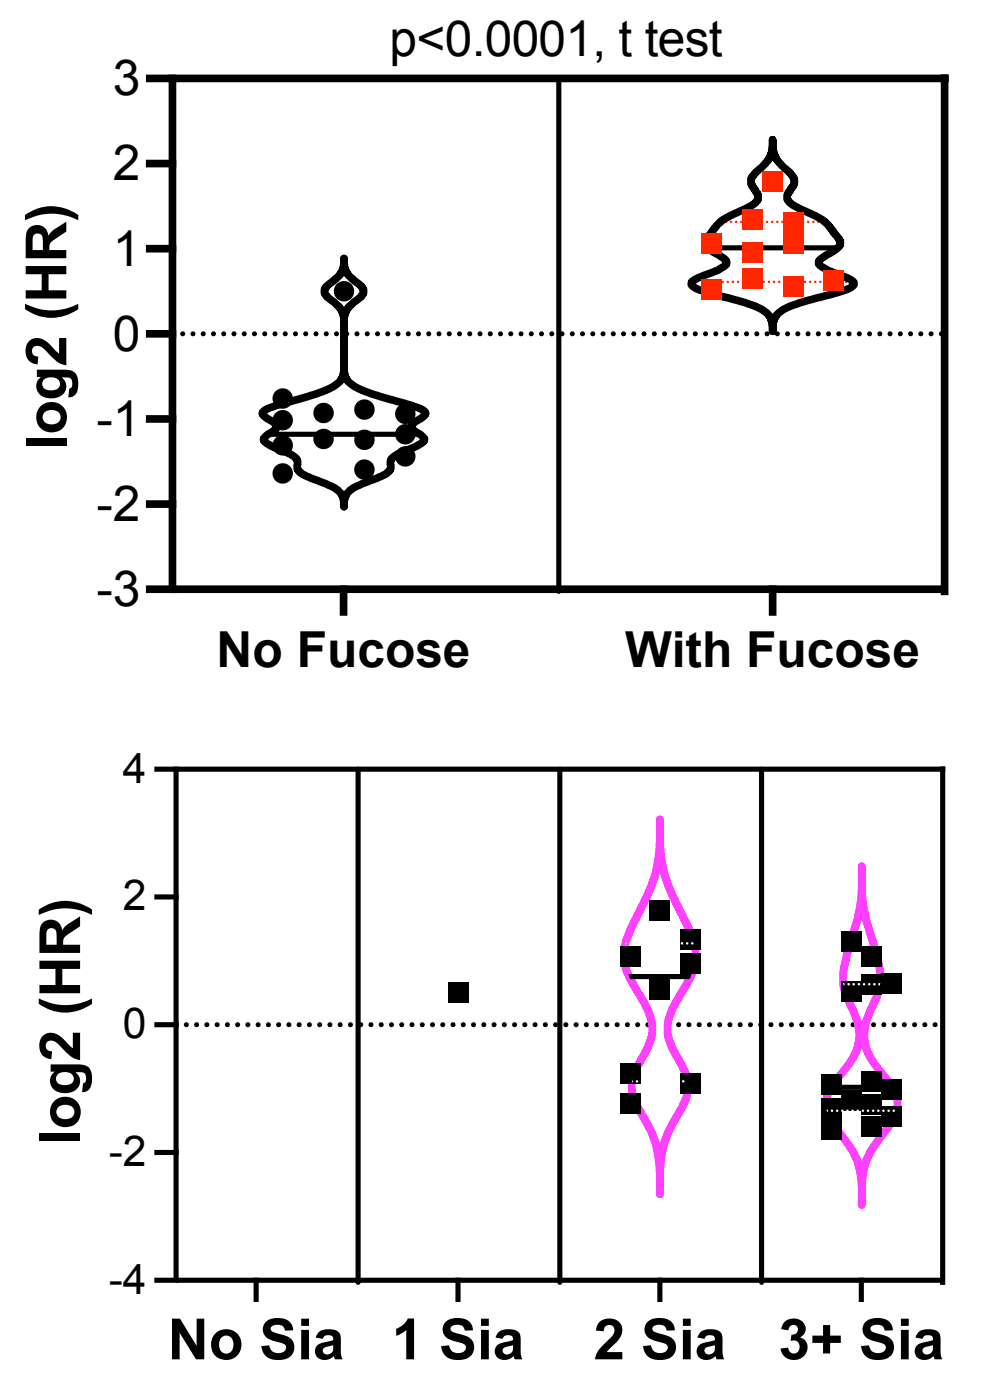 p<0.0001, t test
3
2
1
0
-1
-2
-3
log2 (HR)
No Fucose With Fucose
4
2
0
-2
-4
log2 (HR)
No Sia 1 Sia 2 Sia 3+ Sia